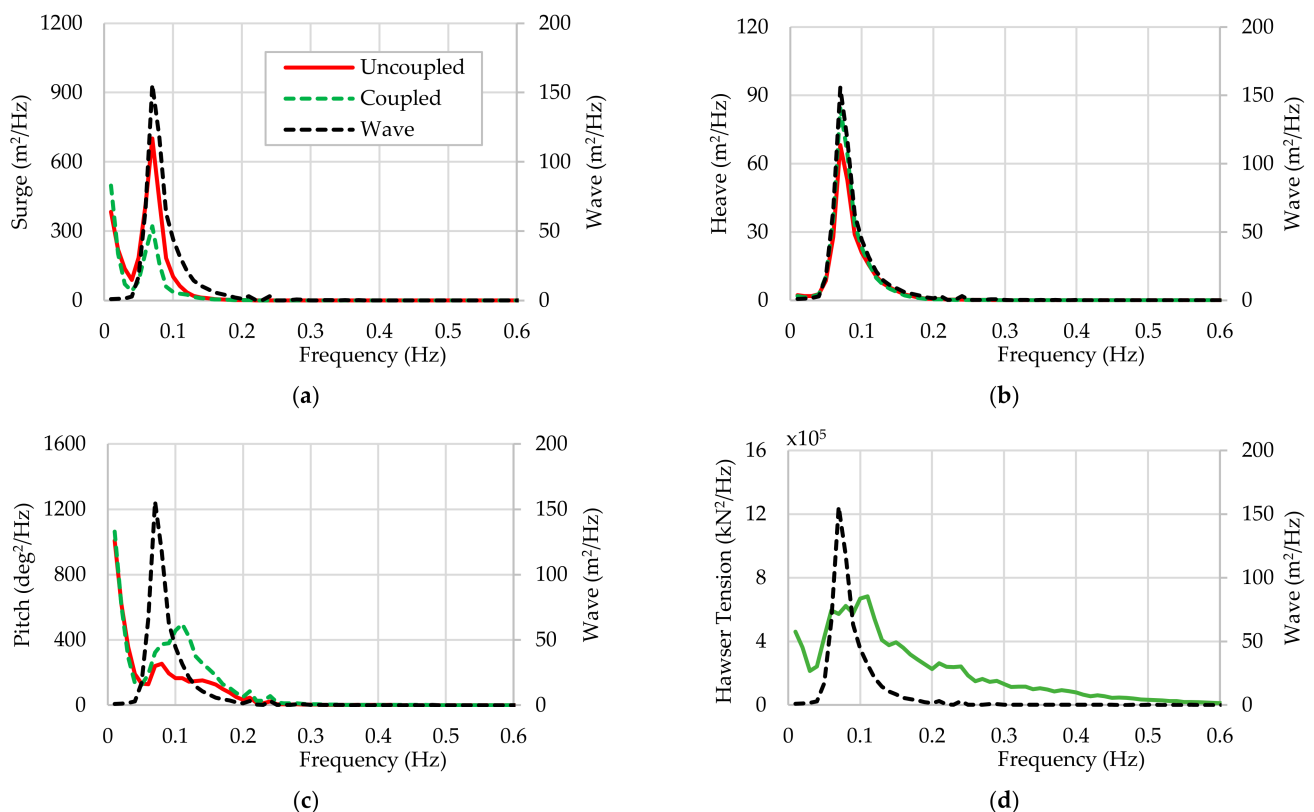 1200
900
600
300
0
Surge (m²/Hz)
200
150
100
50
0
Wave (m²/Hz)
Uncoupled
Coupled
Wave
0 0.1 0.2 0.3 0.4 0.5 0.6
Frequency (Hz)
(a)
120
90
60
30
0
Heave (m²/Hz)
200
150
100
50
0
Wave (m²/Hz)
0 0.1 0.2 0.3 0.4 0.5 0.6
Frequency (Hz)
(b)
1600
1200
800
400
0
Pitch (deg²/Hz)
200
150
100
50
0
Wave (m²/Hz)
0 0.1 0.2 0.3 0.4 0.5 0.6
Frequency (Hz)
(c)
x10⁵
16
12
8
4
0
Hawser Tension (kN²/Hz)
200
150
100
50
0
Wave (m²/Hz)
0 0.1 0.2 0.3 0.4 0.5 0.6
Frequency (Hz)
(d)